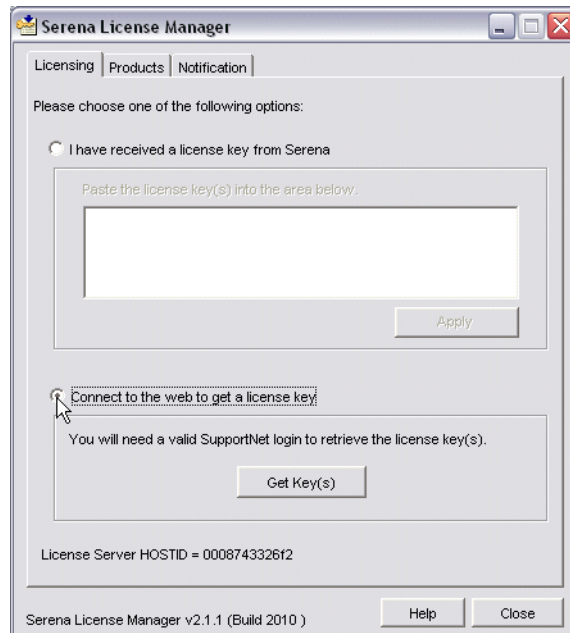 Serena License Manager
Licensing
Products
Notification
Please choose one of the following options:
I have received a license key from Serena
Paste the license key(s) into the area below.
Apply
Connect to the web to get a license key
You will need a valid SupportNet login to retrieve the license key(s).
Get Key(s)
License Server HOSTID = 0008743326f2
Serena License Manager v2.1.1 (Build 2010 )
Help
Close